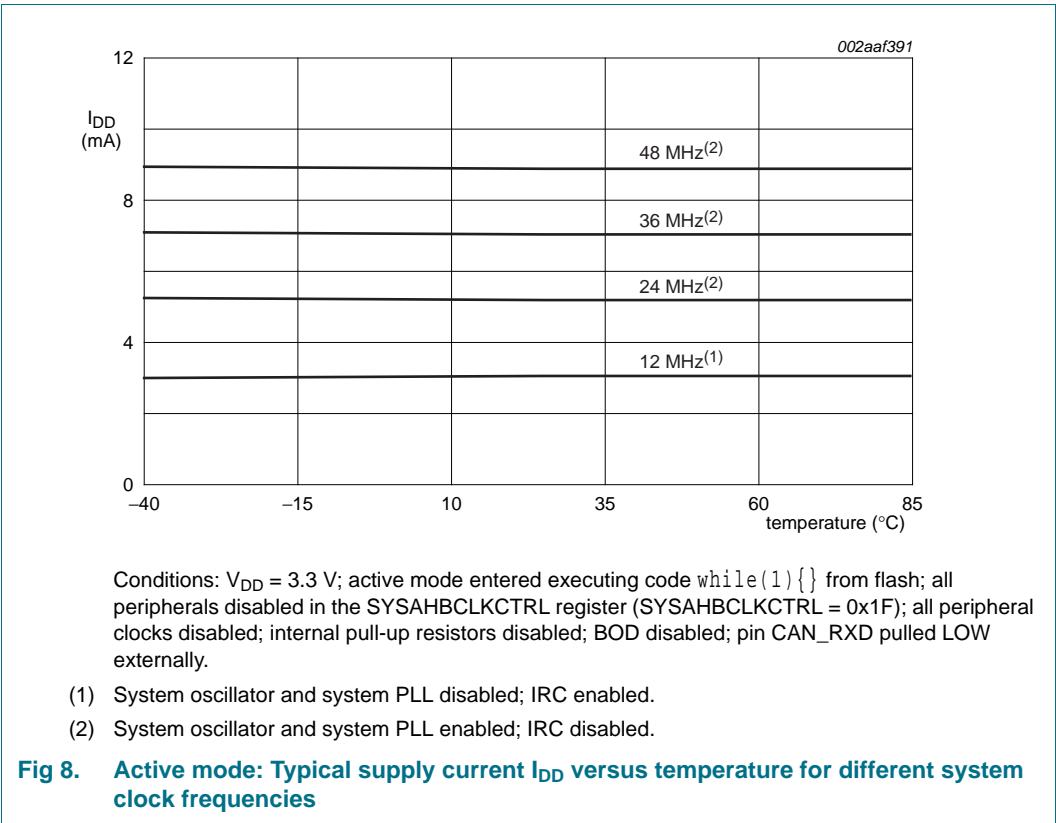 002aaf391
12
IDD
(mA)
48 MHz(2)
8
36 MHz(2)
24 MHz(2)
4
12 MHz(1)
0
−40 −15 10 35 60 85
temperature (°C)
Conditions: VDD = 3.3 V; active mode entered executing code while(1){} from flash; all
peripherals disabled in the SYSAHBCLKCTRL register (SYSAHBCLKCTRL = 0x1F); all peripheral
clocks disabled; internal pull-up resistors disabled; BOD disabled; pin CAN_RXD pulled LOW
externally.
(1) System oscillator and system PLL disabled; IRC enabled.
(2) System oscillator and system PLL enabled; IRC disabled.
Fig 8. Active mode: Typical supply current IDD versus temperature for different system
clock frequencies